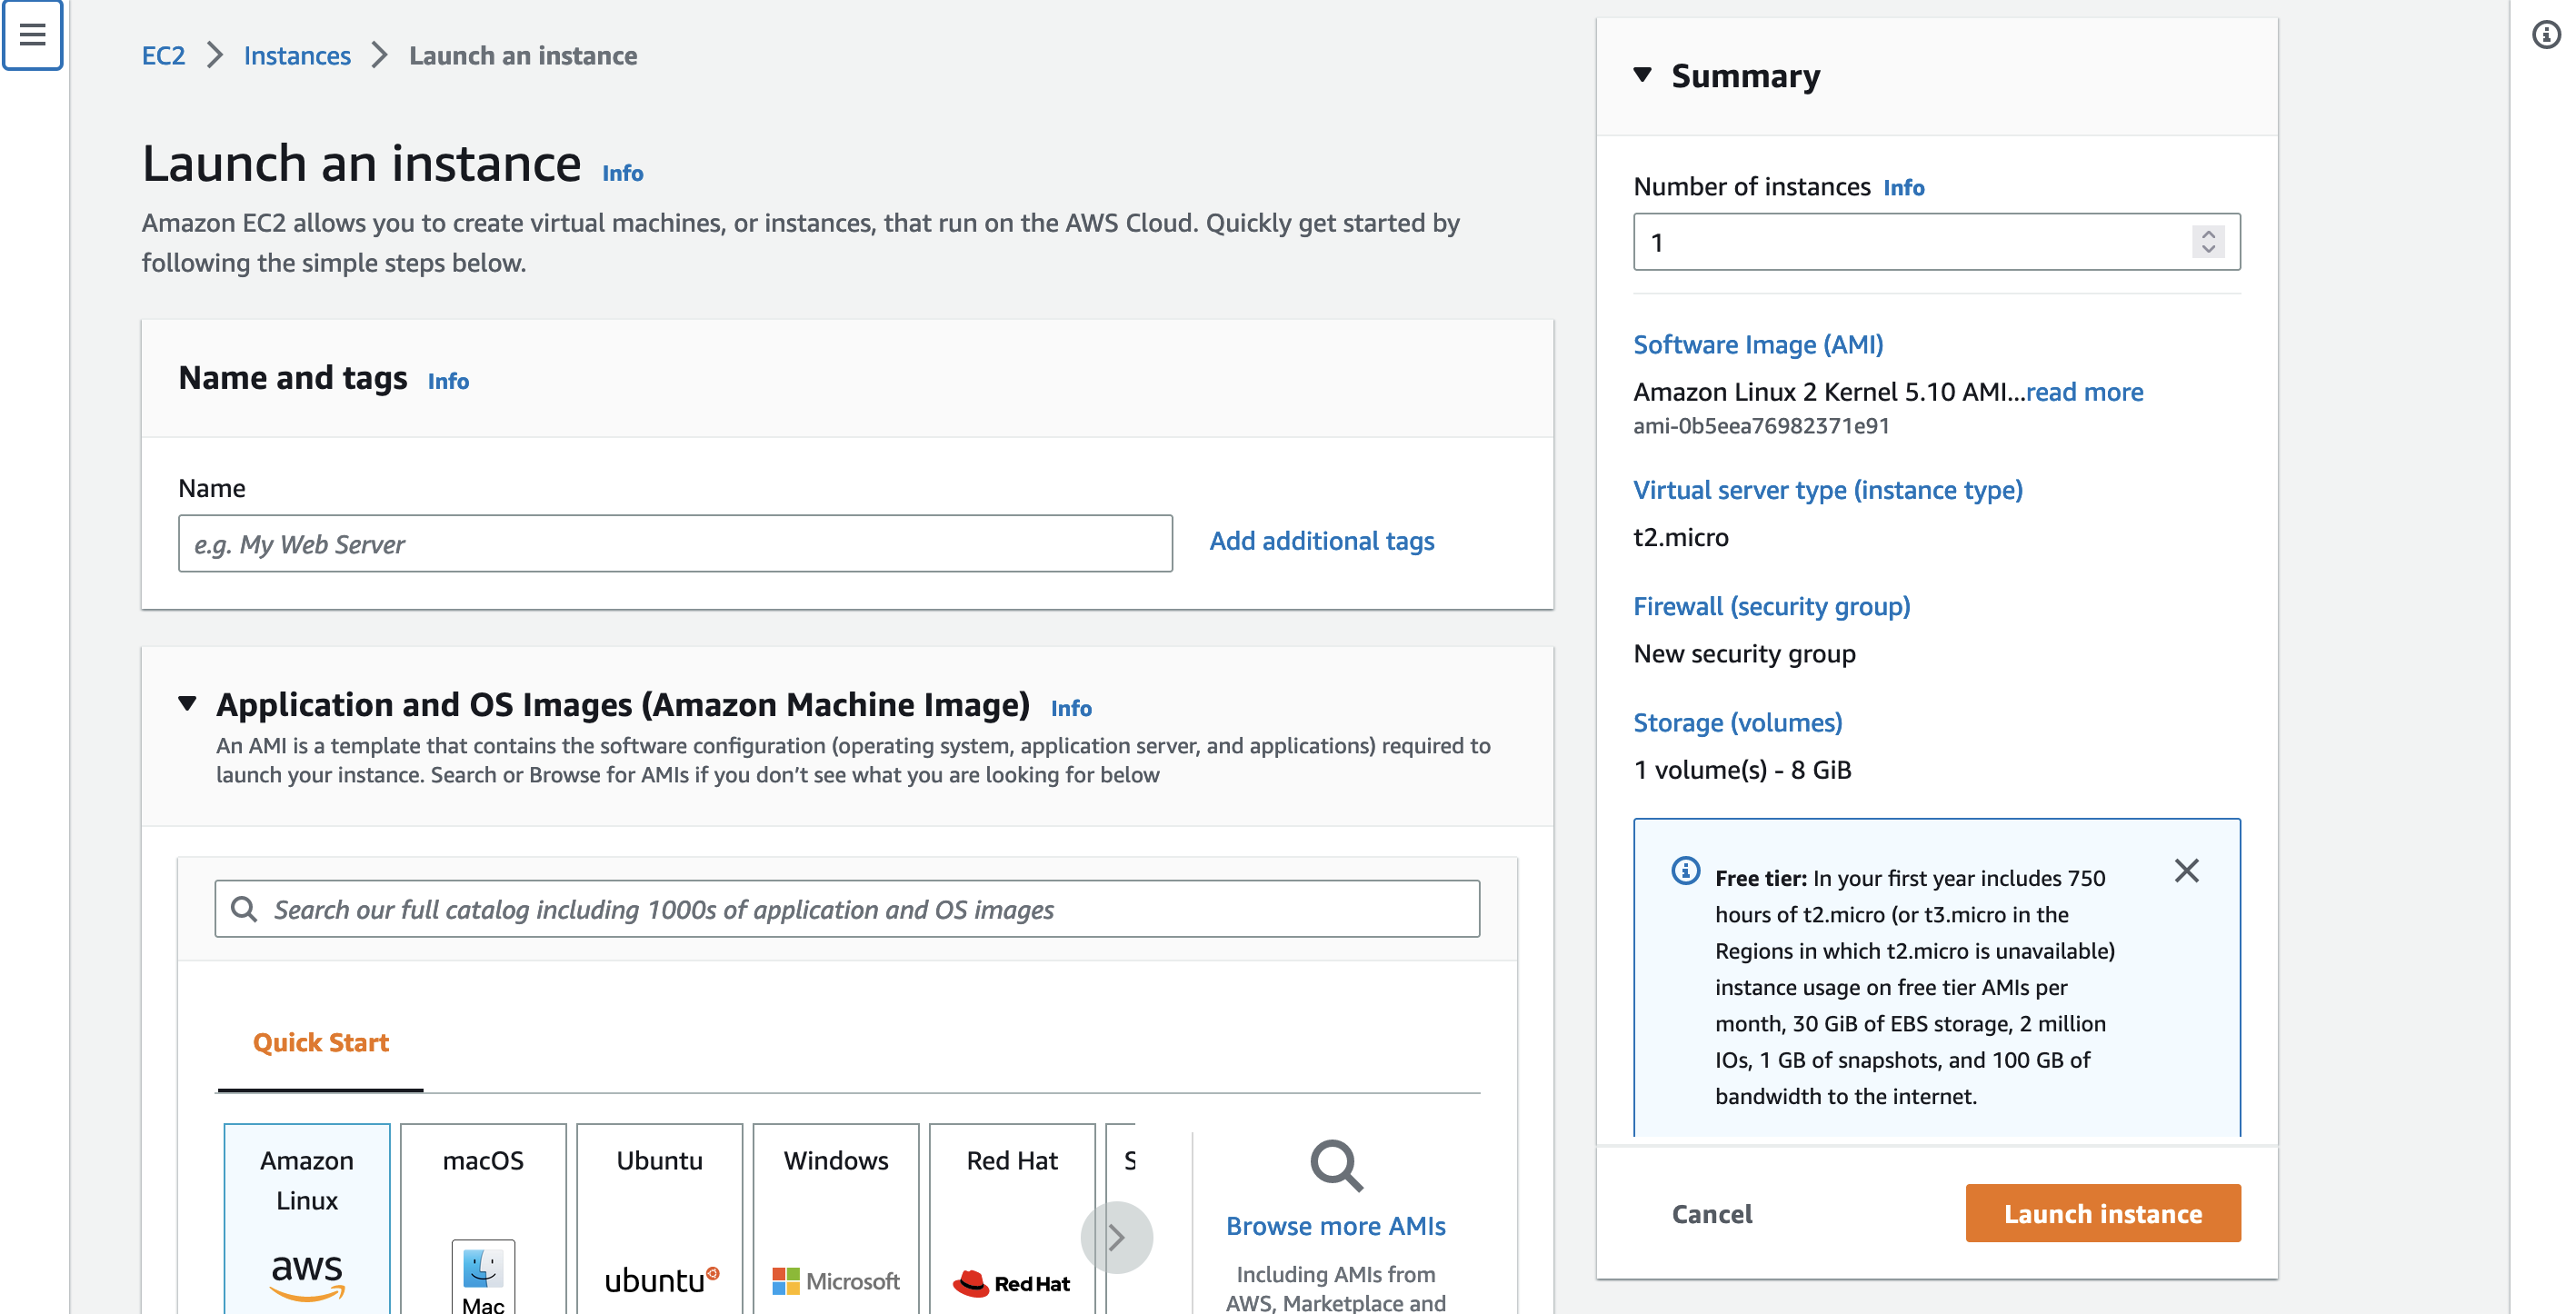 EC2 > Instances > Launch an instance
Launch an instance Info
Amazon EC2 allows you to create virtual machines, or instances, that run on the AWS Cloud. Quickly get started by
following the simple steps below.
Name and tags Info
Name
e.g. My Web Server
Add additional tags
Application and OS Images (Amazon Machine Image) Info
An AMI is a template that contains the software configuration (operating system, application server, and applications) required to
launch your instance. Search or Browse for AMIs if you don’t see what you are looking for below
Search our full catalog including 1000s of application and OS images
Quick Start
Amazon
Linux
aws
macOS
Mac
Ubuntu
ubuntu
Windows
Microsoft
Red Hat
Red Hat
S
Browse more AMIs
Including AMIs from
AWS, Marketplace and
Summary
Number of instances Info
1
Software Image (AMI)
Amazon Linux 2 Kernel 5.10 AMI...read more
ami-0b5eea76982371e91
Virtual server type (instance type)
t2.micro
Firewall (security group)
New security group
Storage (volumes)
1 volume(s) - 8 GiB
Free tier: In your first year includes 750
hours of t2.micro (or t3.micro in the
Regions in which t2.micro is unavailable)
instance usage on free tier AMIs per
month, 30 GiB of EBS storage, 2 million
IOs, 1 GB of snapshots, and 100 GB of
bandwidth to the internet.
Cancel
Launch instance